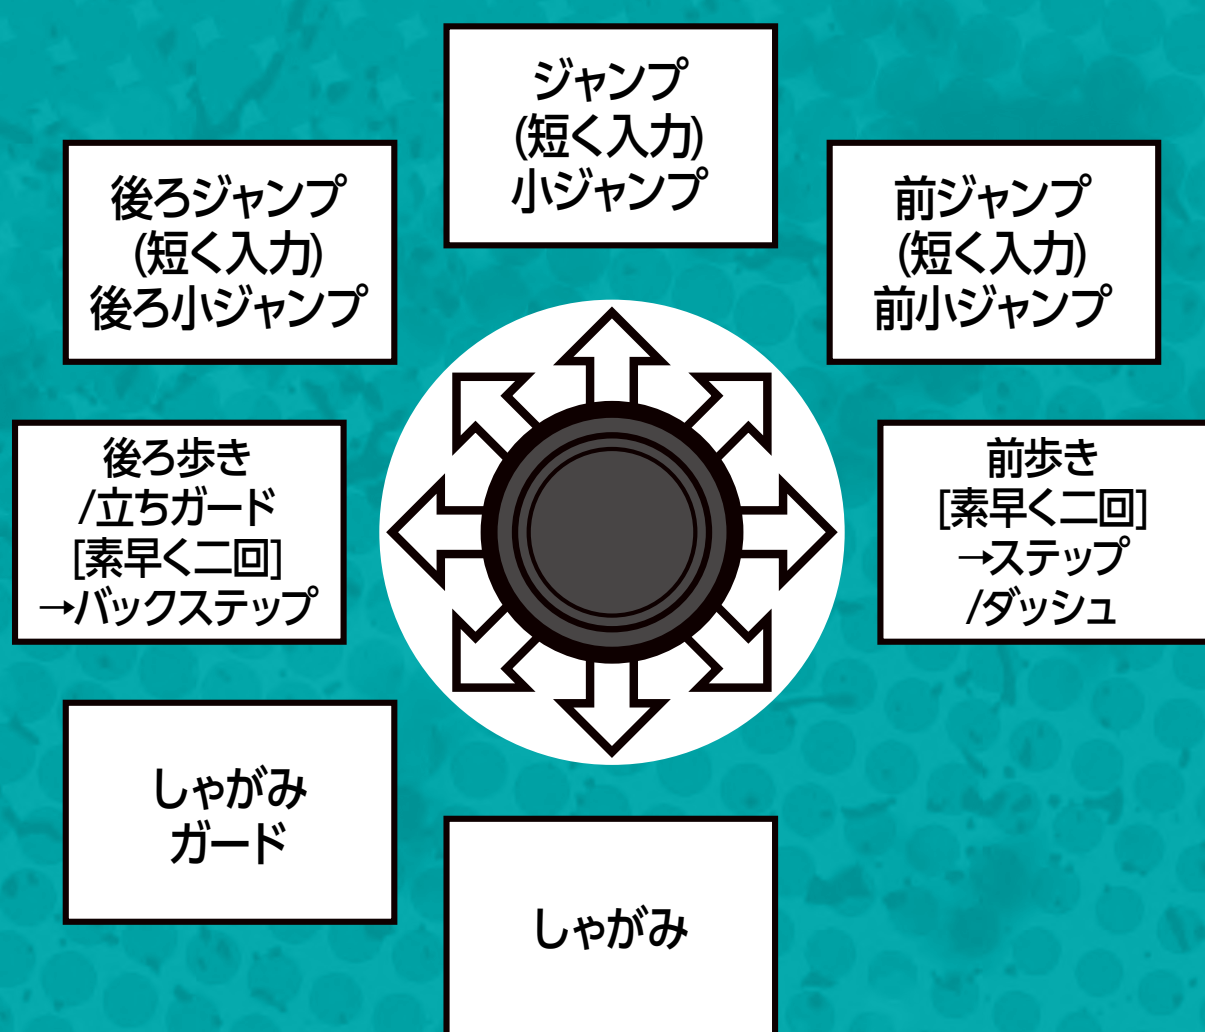 ジャンプ
(短く入力)
小ジャンプ
後ろジャンプ
(短く入力)
後ろ小ジャンプ
前ジャンプ
(短く入力)
前小ジャンプ
後ろ歩き
/立ちガード
[素早く二回]
→バックステップ
前歩き
[素早く二回]
→ステップ
/ダッシュ
しゃがみ
ガード
しゃがみ